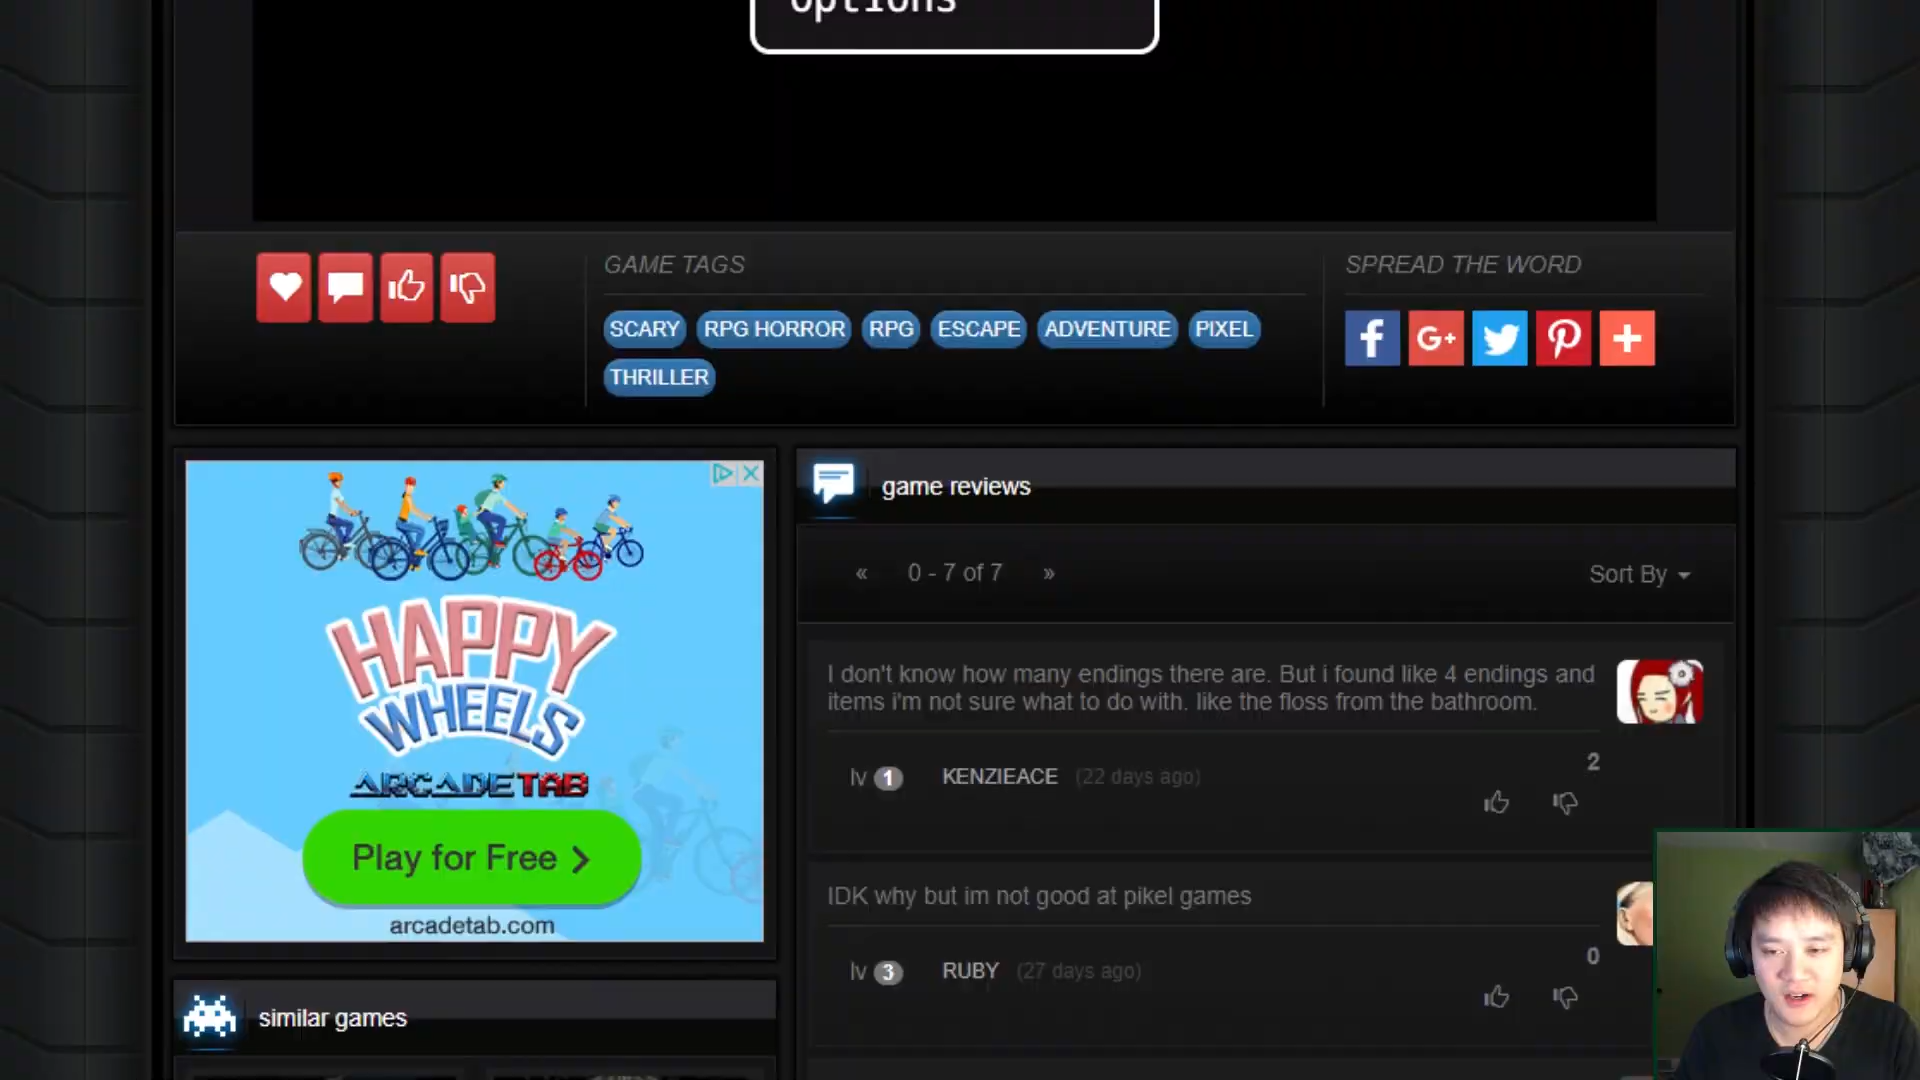 Options
GAME TAGS
SPREAD THE WORD
SCARY RPG HORROR RPG ESCAPE ADVENTURE PIXEL
THRILLER
G+
HAPPY
WHEELS
ARCADETAB
Play for Free >
arcadetab.com
game reviews
« 0 - 7 of 7 »
Sort By
I don't know how many endings there are. But i found like 4 endings and
items i'm not sure what to do with. like the floss from the bathroom.
2
lv 1 KENZIEACE (22 days ago)
IDK why but im not good at pikel games
0
lv 3 RUBY (27 days ago)
similar games